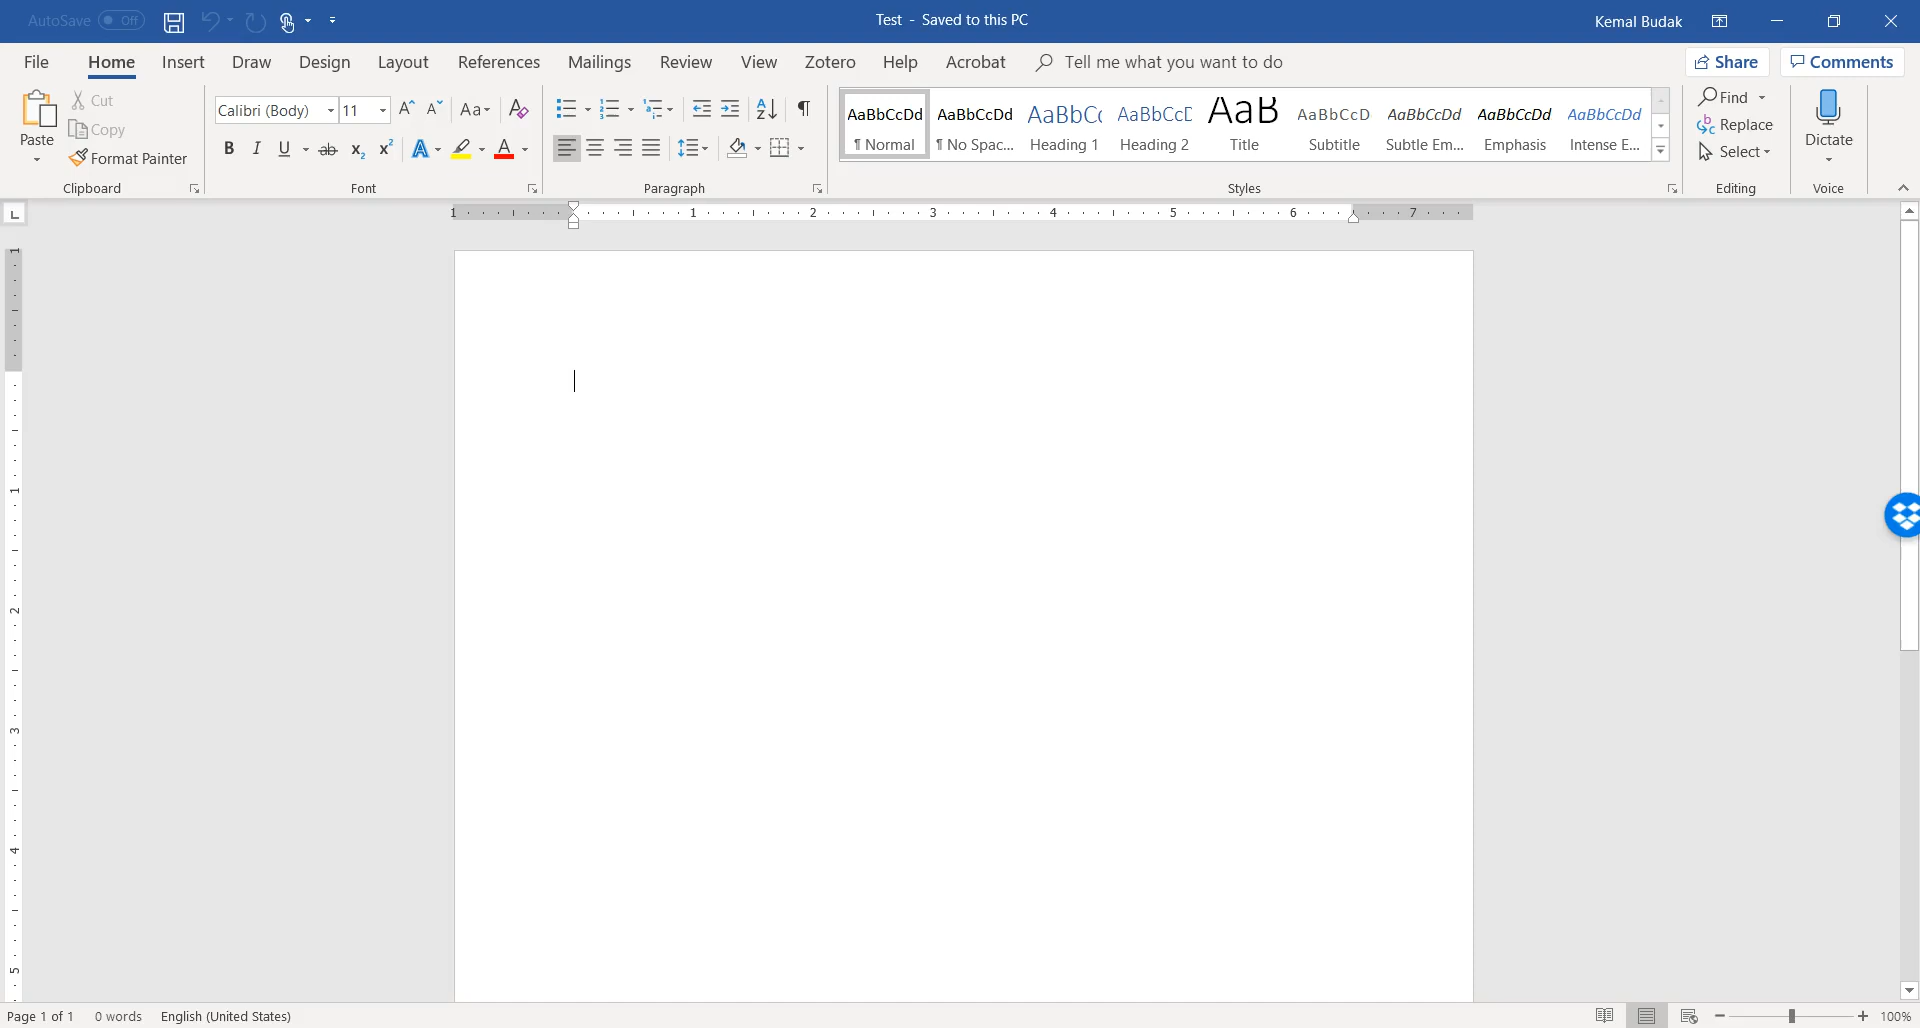 AutoSave Off
Test - Saved to this PC
Kemal Budak
File Home Insert Draw Design Layout References Mailings Review View Zotero Help Acrobat Tell me what you want to do
Share Comments
Paste
Cut
Copy
Format Painter
Clipboard
Calibri (Body) 11
Font
Paragraph
AaBbCcDd AaBbCcDd AaBbCc AaBbCcD AaB AaBbCcD AaBbCcDd AaBbCcDd AaBbCcDd
¶ Normal ¶ No Spac... Heading 1 Heading 2 Title Subtitle Subtle Em... Emphasis Intense E...
Styles
Find
Replace
Select
Editing
Dictate
Voice
1 1 2 3 4 5 6 7
1
1
2
3
4
5
Page 1 of 1 0 words English (United States)
100%